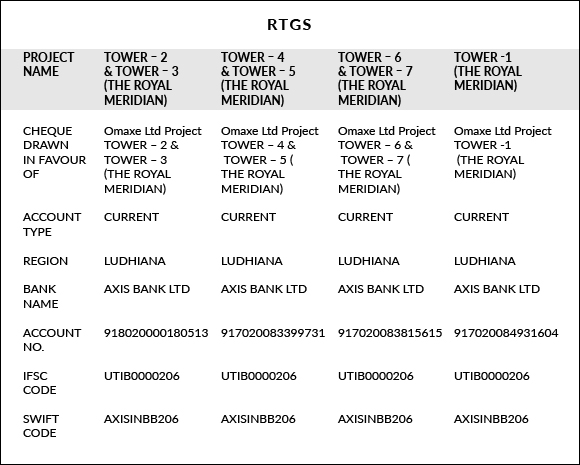 RTGS
PROJECT NAME
TOWER – 2 & TOWER – 3 (THE ROYAL MERIDIAN)
TOWER – 4 & TOWER – 5 (THE ROYAL MERIDIAN)
TOWER – 6 & TOWER – 7 (THE ROYAL MERIDIAN)
TOWER -1 (THE ROYAL MERIDIAN)
CHEQUE DRAWN IN FAVOUR OF
Omaxe Ltd Project TOWER – 2 & TOWER – 3 (THE ROYAL MERIDIAN)
Omaxe Ltd Project TOWER – 4 & TOWER – 5 ( THE ROYAL MERIDIAN)
Omaxe Ltd Project TOWER – 6 & TOWER – 7 ( THE ROYAL MERIDIAN)
Omaxe Ltd Project TOWER -1 (THE ROYAL MERIDIAN)
ACCOUNT TYPE
CURRENT CURRENT CURRENT CURRENT
REGION LUDHIANA LUDHIANA LUDHIANA LUDHIANA
BANK NAME
AXIS BANK LTD AXIS BANK LTD AXIS BANK LTD AXIS BANK LTD
ACCOUNT NO.
918020000180513 917020083399731 917020083815615 917020084931604
IFSC CODE
UTIB0000206 UTIB0000206 UTIB0000206 UTIB0000206
SWIFT CODE
AXISINBB206 AXISINBB206 AXISINBB206 AXISINBB206